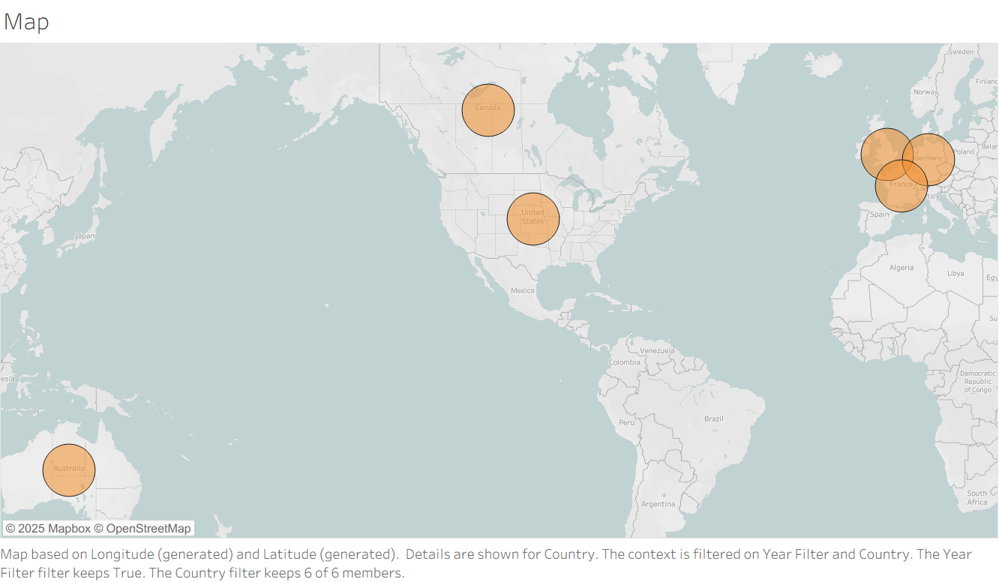 Map
Sweden
Finland
Norway
Canada
Belar
Poland
Germany
France
Italy
Spain
United
States
Japan
Algeria
Libya
Egy
Mexico
Su
Venezuela
Colombia
esia
Democratic
Republic
of Congo
Brazil
Peru
Australia
South
Africa
Argentina
© 2025 Mapbox © OpenStreetMap
Map based on Longitude (generated) and Latitude (generated).  Details are shown for Country. The context is filtered on Year Filter and Country. The Year
Filter filter keeps True. The Country filter keeps 6 of 6 members.